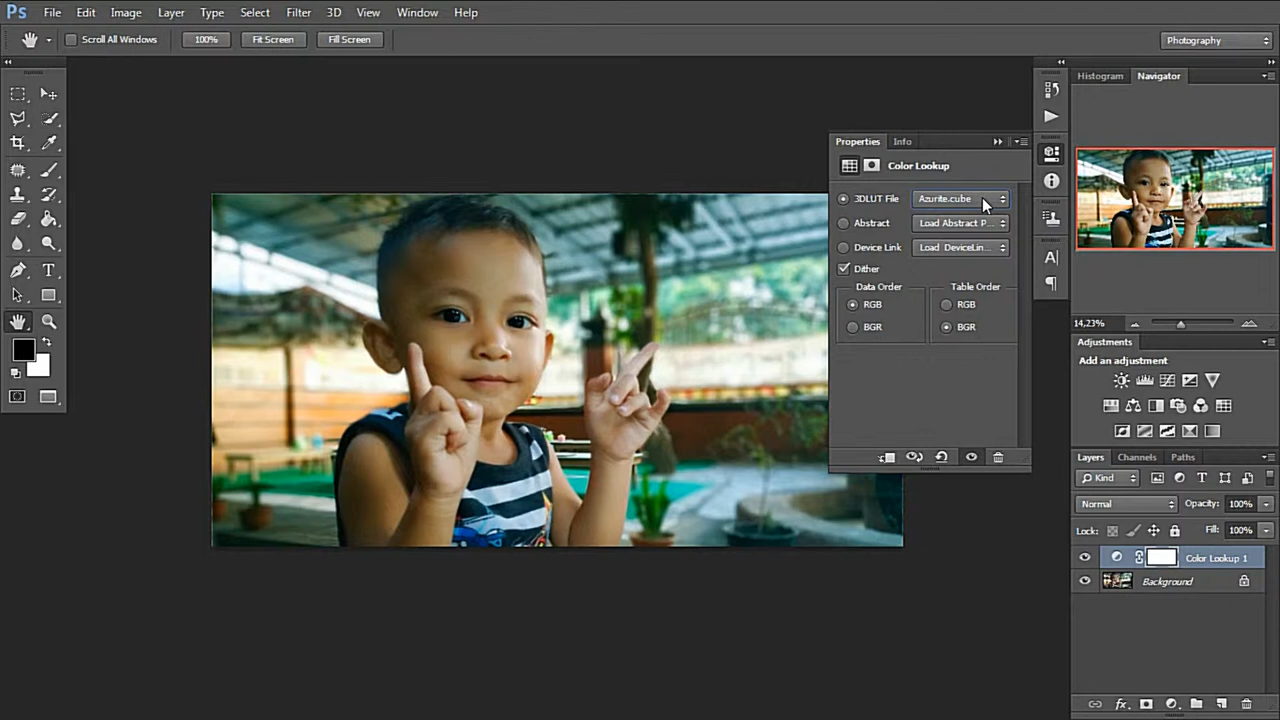 Ps File Edit Image Layer Type Select Filter 3D View Window Help
Scroll All Windows 100% Fit Screen Fill Screen Photography
Histogram Navigator
Properties Info
Color Lookup
3DLUT File Azurite.cube
Abstract Load Abstract P...
Device Link Load DeviceLin...
Dither
Data Order Table Order
RGB RGB
BGR BGR
14,23%
Adjustments
Add an adjustment
Layers Channels Paths
Kind T
Normal Opacity: 100%
Lock: Fill: 100%
Color Lookup 1
Background
fx